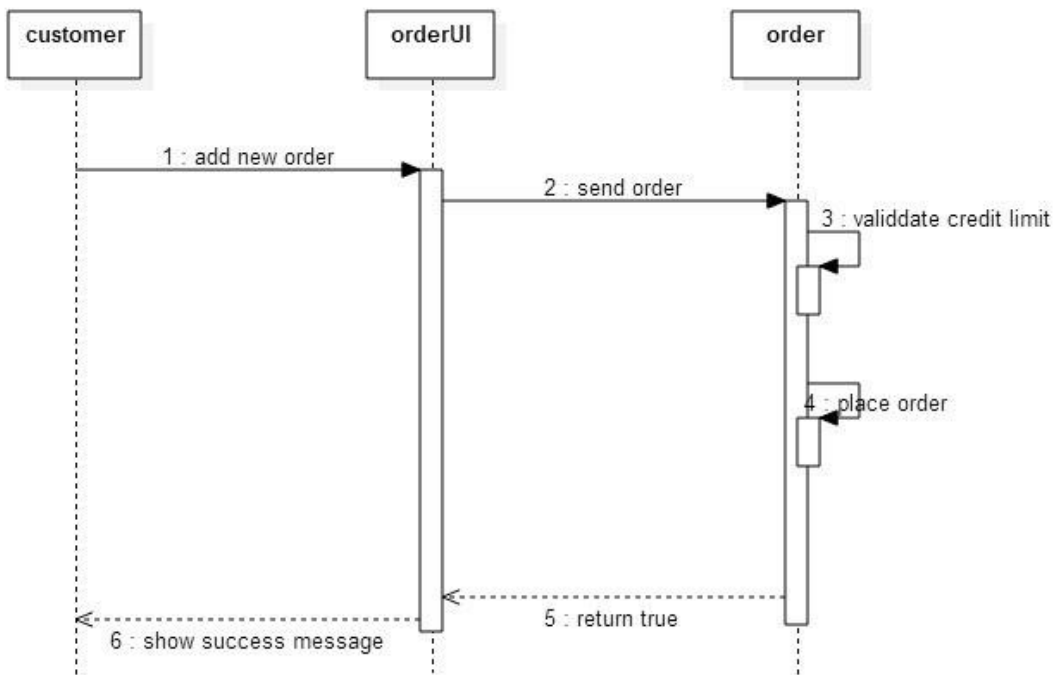 customer
orderUI
order
1 : add new order
2 : send order
3 : validdate credit limit
4 : place order
5 : return true
6 : show success message